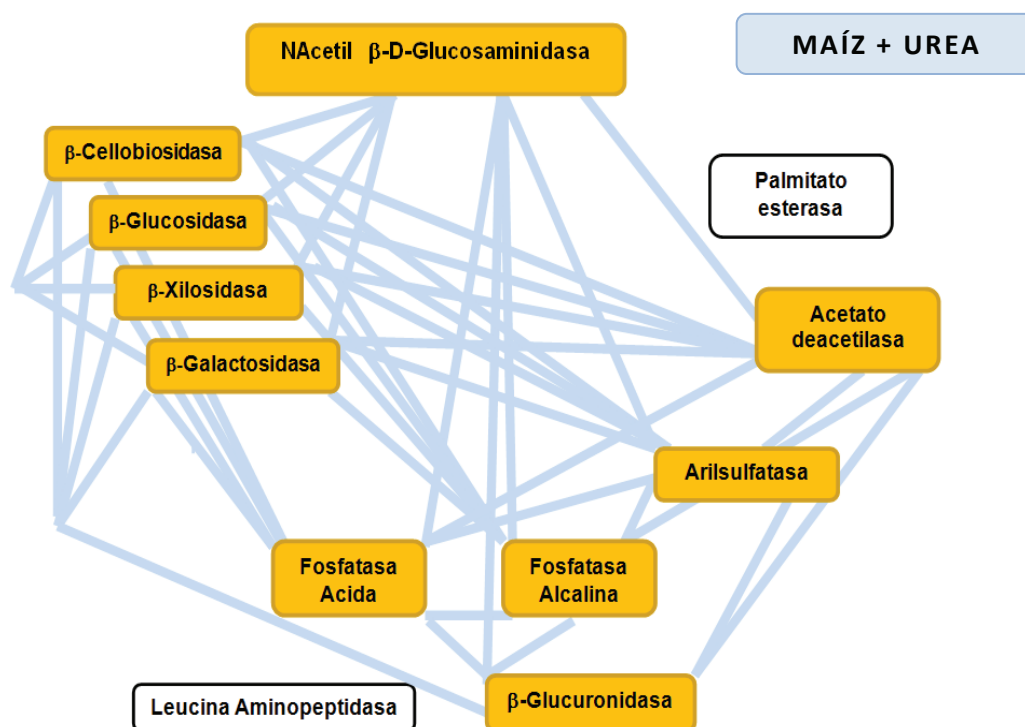 NAcetil β-D-Glucosaminidasa
MAÍZ + UREA
β-Cellobiosidasa
Palmitato
esterasa
β-Glucosidasa
β-Xilosidasa
Acetato
deacetilasa
β-Galactosidasa
Arilsulfatasa
Fosfatasa
Acida
Fosfatasa
Alcalina
Leucina Aminopeptidasa
β-Glucuronidasa